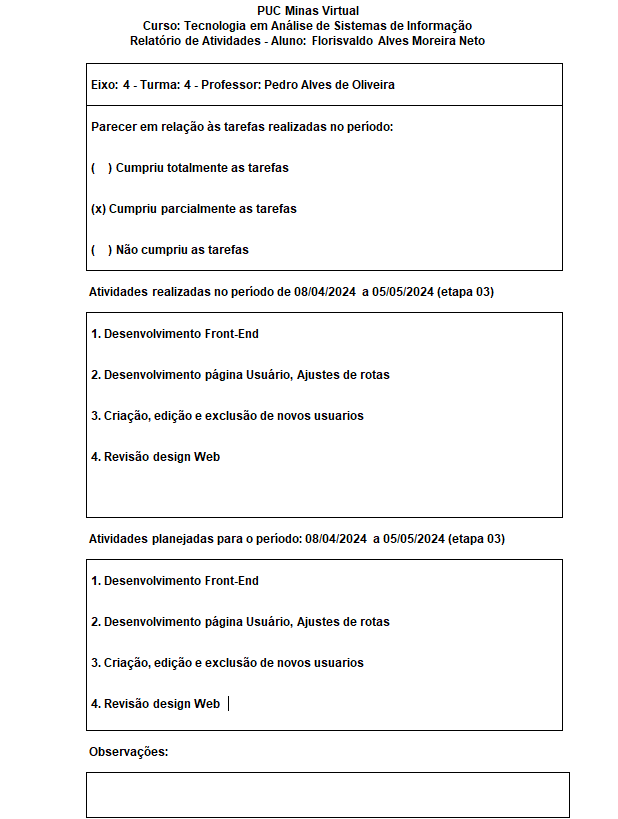 PUC Minas Virtual
Curso: Tecnologia em Análise de Sistemas de Informação
Relatório de Atividades - Aluno: Florisvaldo Alves Moreira Neto
Eixo: 4 - Turma: 4 - Professor: Pedro Alves de Oliveira
Parecer em relação às tarefas realizadas no período:
(    ) Cumpriu totalmente as tarefas
(x) Cumpriu parcialmente as tarefas
(    ) Não cumpriu as tarefas
Atividades realizadas no período de 08/04/2024  a 05/05/2024 (etapa 03)
1. Desenvolvimento Front-End
2. Desenvolvimento página Usuário, Ajustes de rotas
3. Criação, edição e exclusão de novos usuarios
4. Revisão design Web
Atividades planejadas para o período: 08/04/2024  a 05/05/2024 (etapa 03)
1. Desenvolvimento Front-End
2. Desenvolvimento página Usuário, Ajustes de rotas
3. Criação, edição e exclusão de novos usuarios
4. Revisão design Web
Observações: